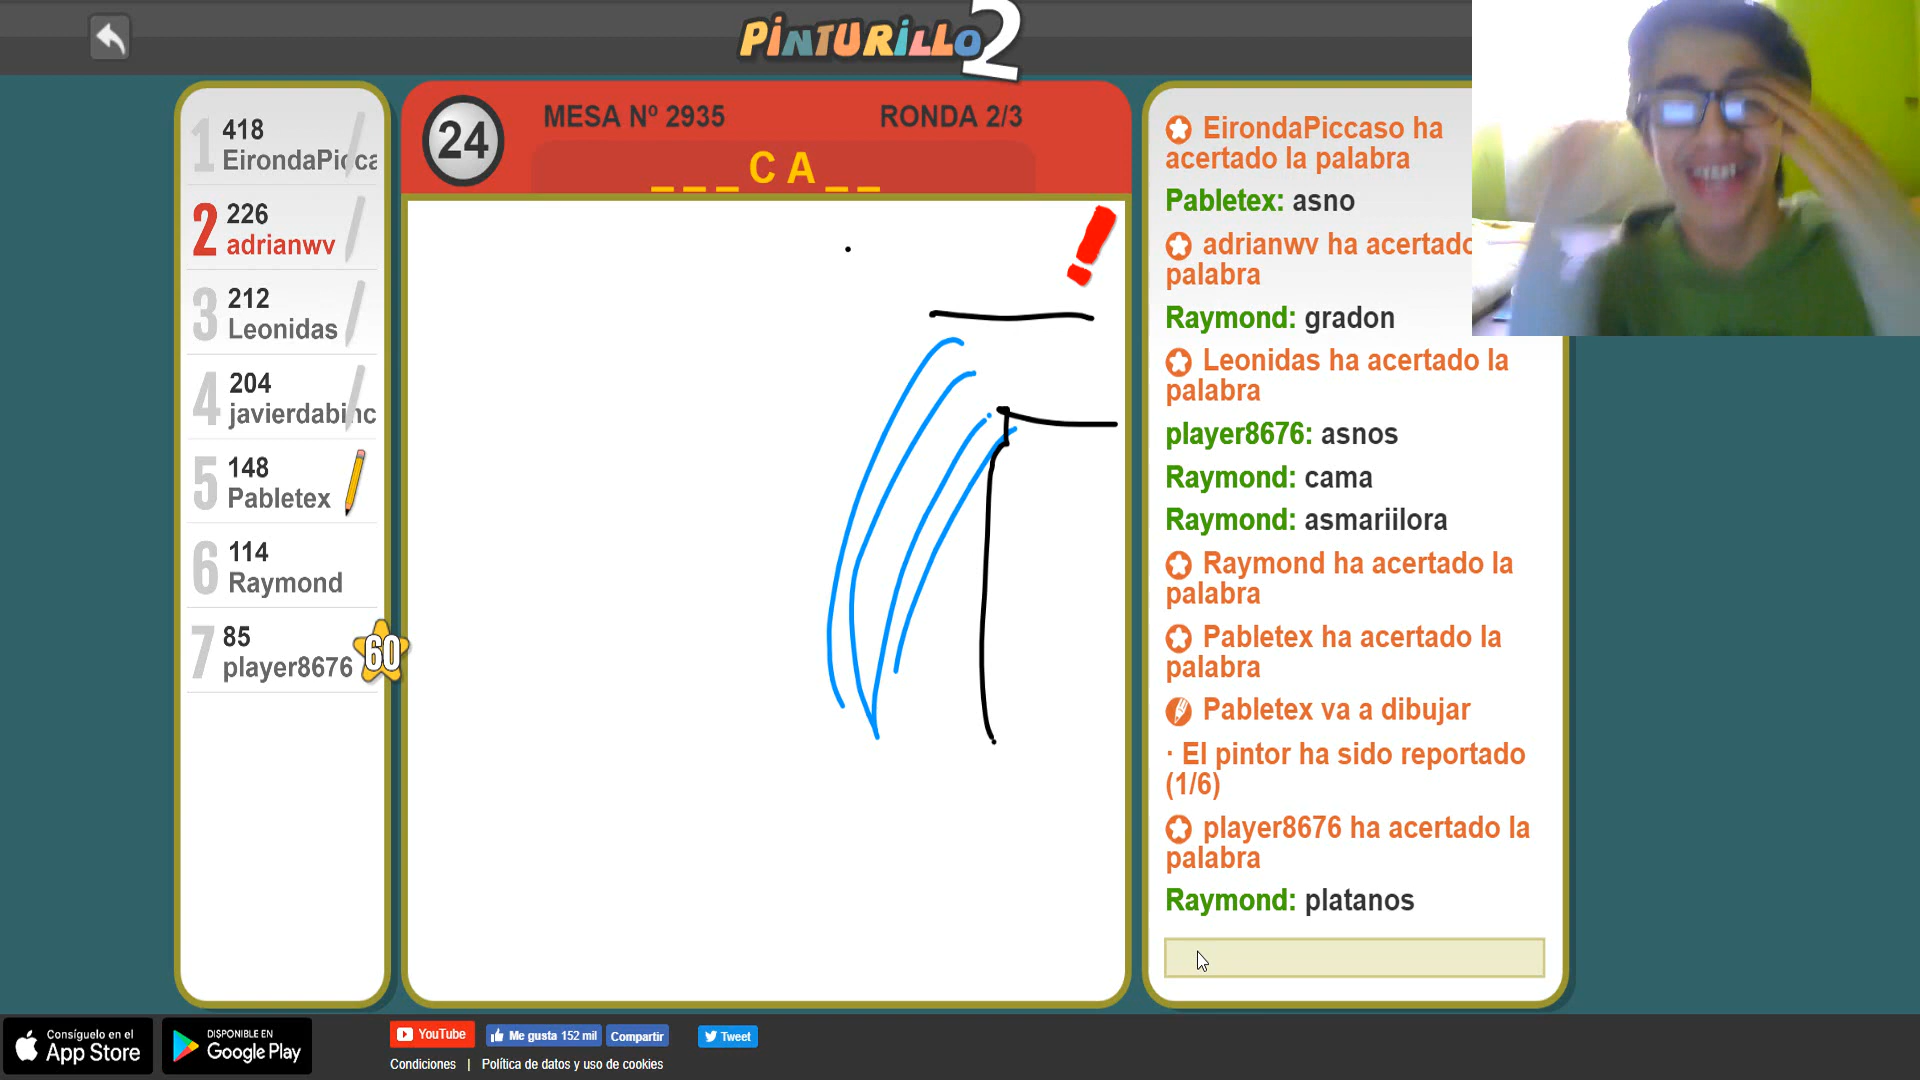 PINTURILLO 2
1 418
EirondaPicca
2 226
adrianwv
3 212
Leonidas
4 204
javierdabinc
5 148
Pabletex
6 114
Raymond
7 85
player8676
60
24
MESA Nº 2935
RONDA 2/3
_ _ _ C A _ _
EirondaPiccaso ha
acertado la palabra
Pabletex: asno
adrianwv ha acertado
palabra
Raymond: gradon
Leonidas ha acertado la
palabra
player8676: asnos
Raymond: cama
Raymond: asmariilora
Raymond ha acertado la
palabra
Pabletex ha acertado la
palabra
Pabletex va a dibujar
· El pintor ha sido reportado
(1/6)
player8676 ha acertado la
palabra
Raymond: platanos
Consíguelo en el
App Store
DISPONIBLE EN
Google Play
YouTube
Me gusta 152 mil
Compartir
Tweet
Condiciones | Política de datos y uso de cookies